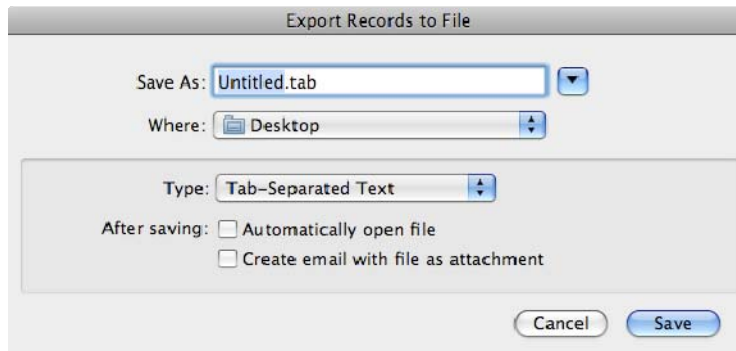 Export Records to File
Save As: Untitled.tab
Where: Desktop
Type: Tab-Separated Text
After saving: Automatically open file
Create email with file as attachment
Cancel Save